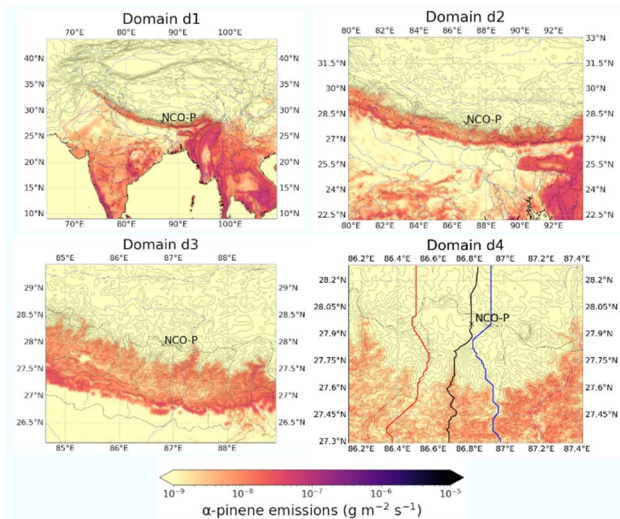 Domain d1
Domain d2
70°E 80°E 90°E 100°E
80°E 82°E 84°E 86°E 88°E 90°E 92°E
40°N
35°N
30°N
25°N
20°N
15°N
10°N
NCO-P
40°N
35°N
30°N
25°N
20°N
15°N
10°N
70°E 80°E 90°E 100°E
33°N
31.5°N
30°N
28.5°N
27°N
25.5°N
24°N
22.5°N
NCO-P
33°N
31.5°N
30°N
28.5°N
27°N
25.5°N
24°N
22.5°N
80°E 82°E 84°E 86°E 88°E 90°E 92°E
Domain d3
Domain d4
85°E 86°E 87°E 88°E
86.2°E 86.4°E 86.6°E 86.8°E 87°E 87.2°E 87.4°E
29°N
28.5°N
28°N
27.5°N
27°N
26.5°N
NCO-P
29°N
28.5°N
28°N
27.5°N
27°N
26.5°N
85°E 86°E 87°E 88°E
28.2°N
28.05°N
27.9°N
27.75°N
27.6°N
27.45°N
27.3°N
NCO-P
28.2°N
28.05°N
27.9°N
27.75°N
27.6°N
27.45°N
27.3°N
86.2°E 86.4°E 86.6°E 86.8°E 87°E 87.2°E 87.4°E
10⁻⁹ 10⁻⁸ 10⁻⁷ 10⁻⁶ 10⁻⁵
α-pinene emissions (g m⁻² s⁻¹)